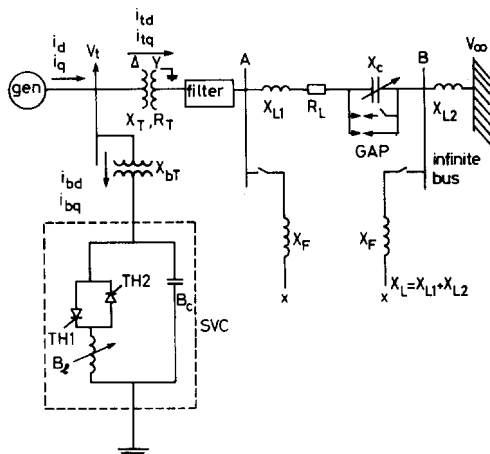 i_d
i_q
V_t
i_td
i_tq
Δ Y
gen
X_T , R_T
filter
A
X_L1
R_L
X_c
GAP
B
X_L2
V_∞
infinite
bus
i_bd
i_bq
X_bT
X_F
x
X_F
x
X_L=X_L1+X_L2
TH1
TH2
B_ℓ
B_c
SVC